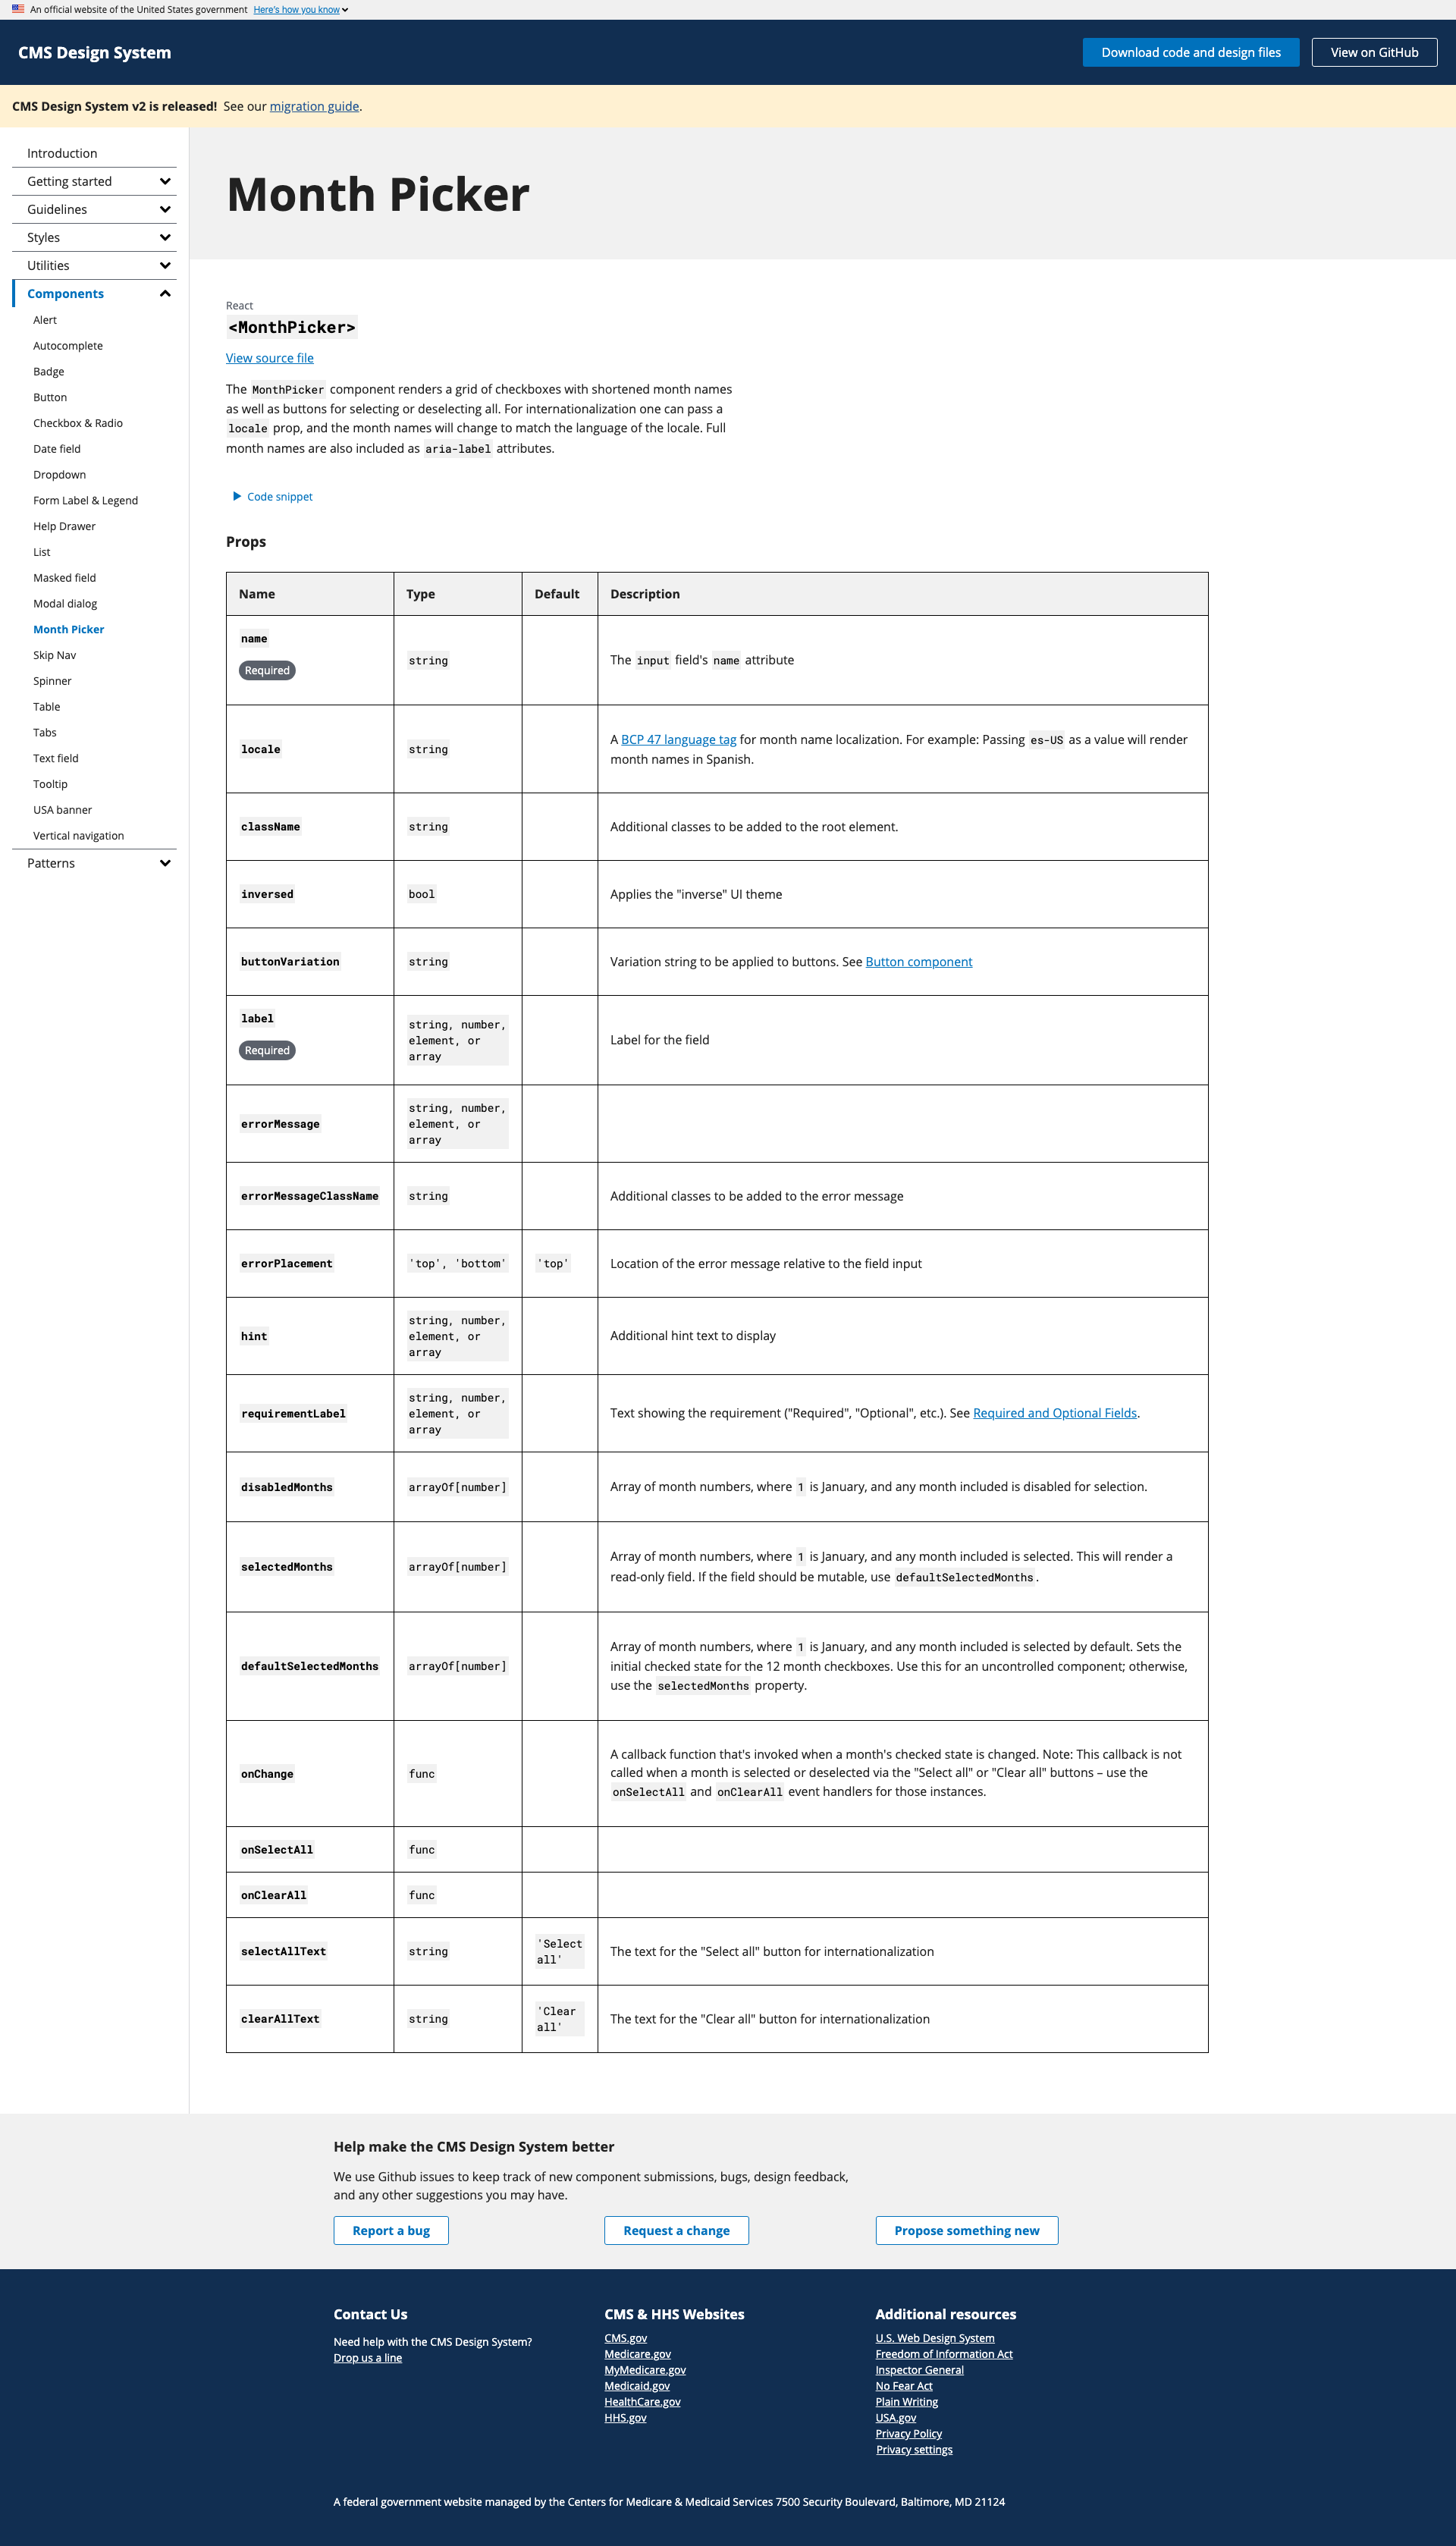 An official website of the United States government Here's how you know
CMS Design System
Download code and design files
View on GitHub
CMS Design System v2 is released! See our migration guide.
Introduction
Getting started
Guidelines
Styles
Utilities
Components
Alert
Autocomplete
Badge
Button
Checkbox & Radio
Date field
Dropdown
Form Label & Legend
Help Drawer
List
Masked field
Modal dialog
Month Picker
Skip Nav
Spinner
Table
Tabs
Text field
Tooltip
USA banner
Vertical navigation
Patterns
Month Picker
React
<MonthPicker>
View source file
The MonthPicker component renders a grid of checkboxes with shortened month names
as well as buttons for selecting or deselecting all. For internationalization one can pass a
locale prop, and the month names will change to match the language of the locale. Full
month names are also included as aria-label attributes.
Code snippet
Props
Name Type Default Description
name
Required
string
The input field's name attribute
locale
string
A BCP 47 language tag for month name localization. For example: Passing es-US as a value will render
month names in Spanish.
className
string
Additional classes to be added to the root element.
inversed
bool
Applies the "inverse" UI theme
buttonVariation
string
Variation string to be applied to buttons. See Button component
label
Required
string, number,
element, or
array
Label for the field
errorMessage
string, number,
element, or
array
errorMessageClassName
string
Additional classes to be added to the error message
errorPlacement
'top', 'bottom'
'top'
Location of the error message relative to the field input
hint
string, number,
element, or
array
Additional hint text to display
requirementLabel
string, number,
element, or
array
Text showing the requirement ("Required", "Optional", etc.). See Required and Optional Fields.
disabledMonths
arrayOf[number]
Array of month numbers, where 1 is January, and any month included is disabled for selection.
selectedMonths
arrayOf[number]
Array of month numbers, where 1 is January, and any month included is selected. This will render a
read-only field. If the field should be mutable, use defaultSelectedMonths.
defaultSelectedMonths
arrayOf[number]
Array of month numbers, where 1 is January, and any month included is selected by default. Sets the
initial checked state for the 12 month checkboxes. Use this for an uncontrolled component; otherwise,
use the selectedMonths property.
onChange
func
A callback function that's invoked when a month's checked state is changed. Note: This callback is not
called when a month is selected or deselected via the "Select all" or "Clear all" buttons – use the
onSelectAll and onClearAll event handlers for those instances.
onSelectAll
func
onClearAll
func
selectAllText
string
'Select
all'
The text for the "Select all" button for internationalization
clearAllText
string
'Clear
all'
The text for the "Clear all" button for internationalization
Help make the CMS Design System better
We use Github issues to keep track of new component submissions, bugs, design feedback,
and any other suggestions you may have.
Report a bug
Request a change
Propose something new
Contact Us
Need help with the CMS Design System?
Drop us a line
CMS & HHS Websites
CMS.gov
Medicare.gov
MyMedicare.gov
Medicaid.gov
HealthCare.gov
HHS.gov
Additional resources
U.S. Web Design System
Freedom of Information Act
Inspector General
No Fear Act
Plain Writing
USA.gov
Privacy Policy
Privacy settings
A federal government website managed by the Centers for Medicare & Medicaid Services 7500 Security Boulevard, Baltimore, MD 21124